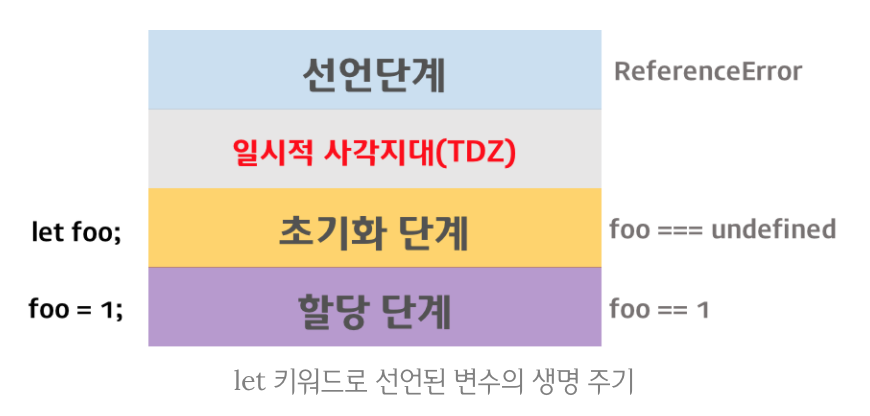 선언단계
ReferenceError
일시적 사각지대(TDZ)
let foo;
초기화 단계
foo === undefined
foo = 1;
할당 단계
foo == 1
let 키워드로 선언된 변수의 생명 주기